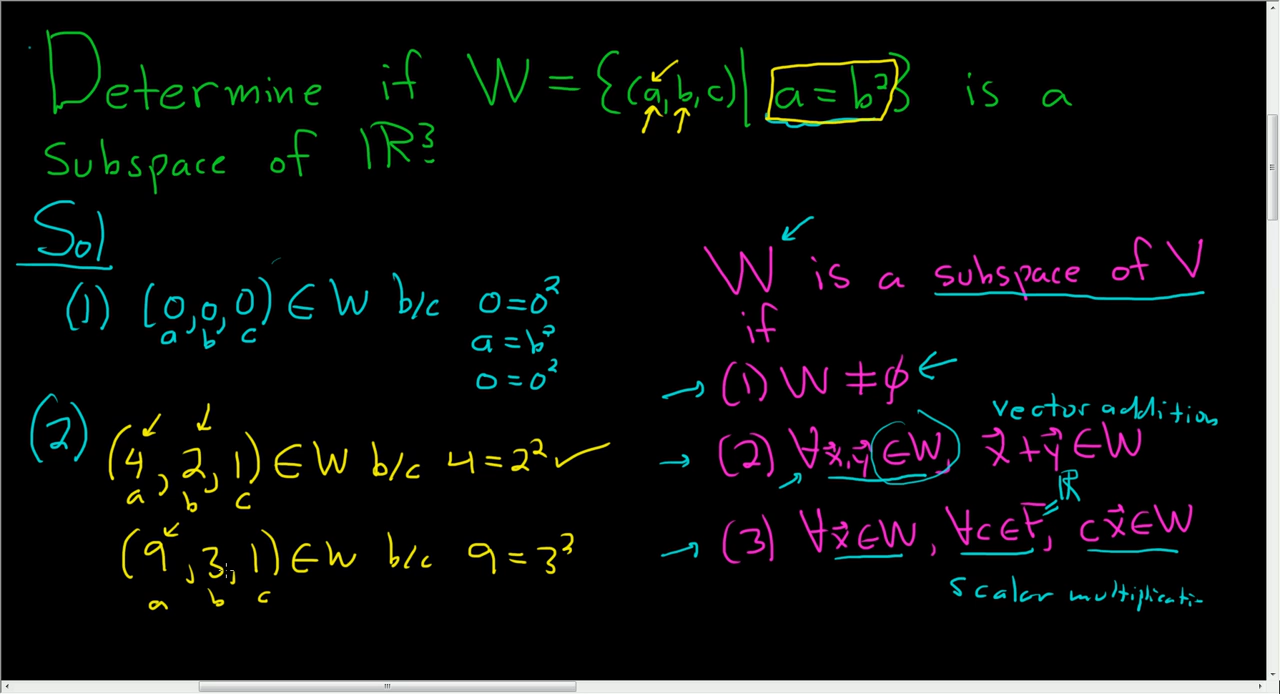 Determine if W = {(a, b, c) | a = b²} is a
Subspace of ℝ³
Sol
(1) (0, 0, 0) ∈ W b/c 0 = 0²
a b c
a = b²
0 = 0²
(2) (4, 2, 1) ∈ W b/c 4 = 2² ✓
a b c
(9, 3, 1) ∈ W b/c 9 = 3³
a b c
W is a subspace of V
if
(1) W ≠ ϕ
vector addition
(2) ∀x⃗, y⃗ ∈ W, x⃗ + y⃗ ∈ W
= ℝ
(3) ∀x⃗ ∈ W, ∀c ∈ F, cx⃗ ∈ W
Scalar multiplicatio